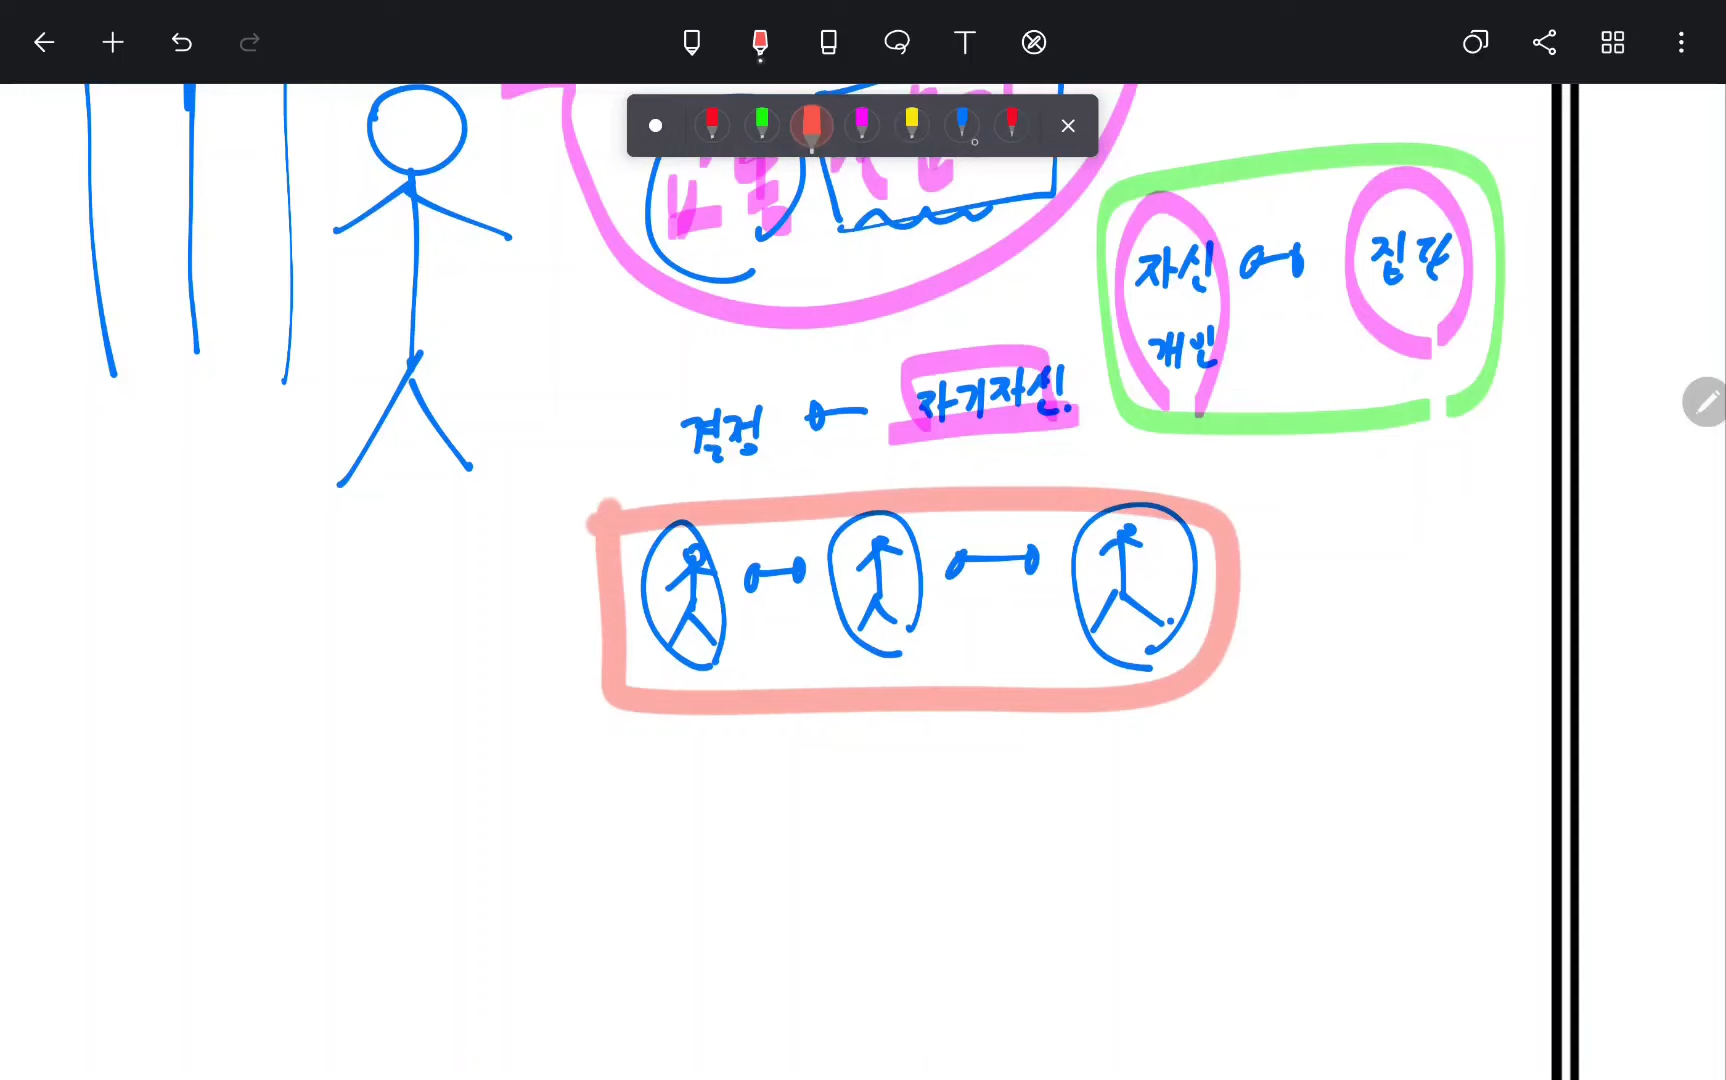 자신 ↔ 집단
개인
결정 ← 자기자신.